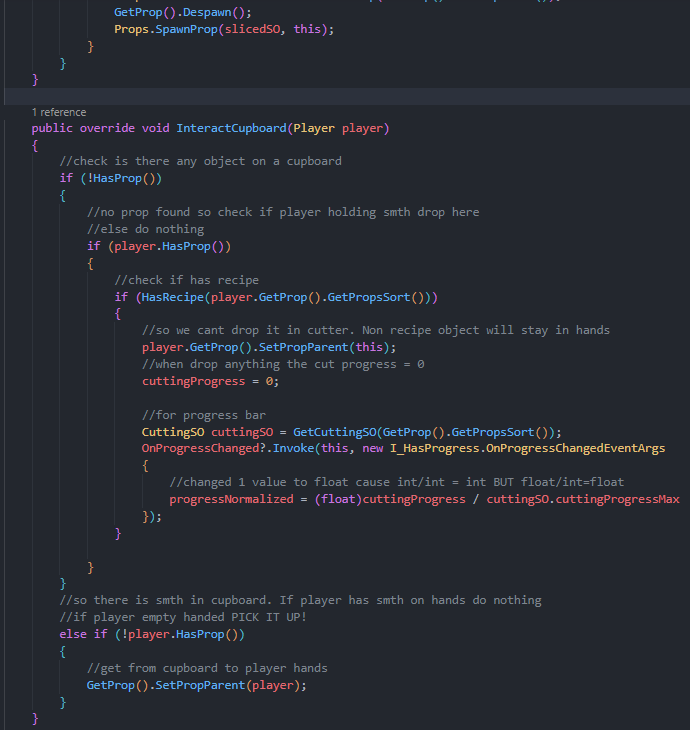 GetProp().Despawn();
Props.SpawnProp(slicedSO, this);
}
}
}
1 reference
public override void InteractCupboard(Player player)
{
//check is there any object on a cupboard
if (!HasProp())
{
//no prop found so check if player holding smth drop here
//else do nothing
if (player.HasProp())
{
//check if has recipe
if (HasRecipe(player.GetProp().GetPropsSort()))
{
//so we cant drop it in cutter. Non recipe object will stay in hands
player.GetProp().SetPropParent(this);
//when drop anything the cut progress = 0
cuttingProgress = 0;
//for progress bar
CuttingSO cuttingSO = GetCuttingSO(GetProp().GetPropsSort());
OnProgressChanged?.Invoke(this, new I_HasProgress.OnProgressChangedEventArgs
{
//changed 1 value to float cause int/int = int BUT float/int=float
progressNormalized = (float)cuttingProgress / cuttingSO.cuttingProgressMax
});
}
}
}
//so there is smth in cupboard. If player has smth on hands do nothing
//if player empty handed PICK IT UP!
else if (!player.HasProp())
{
//get from cupboard to player hands
GetProp().SetPropParent(player);
}
}